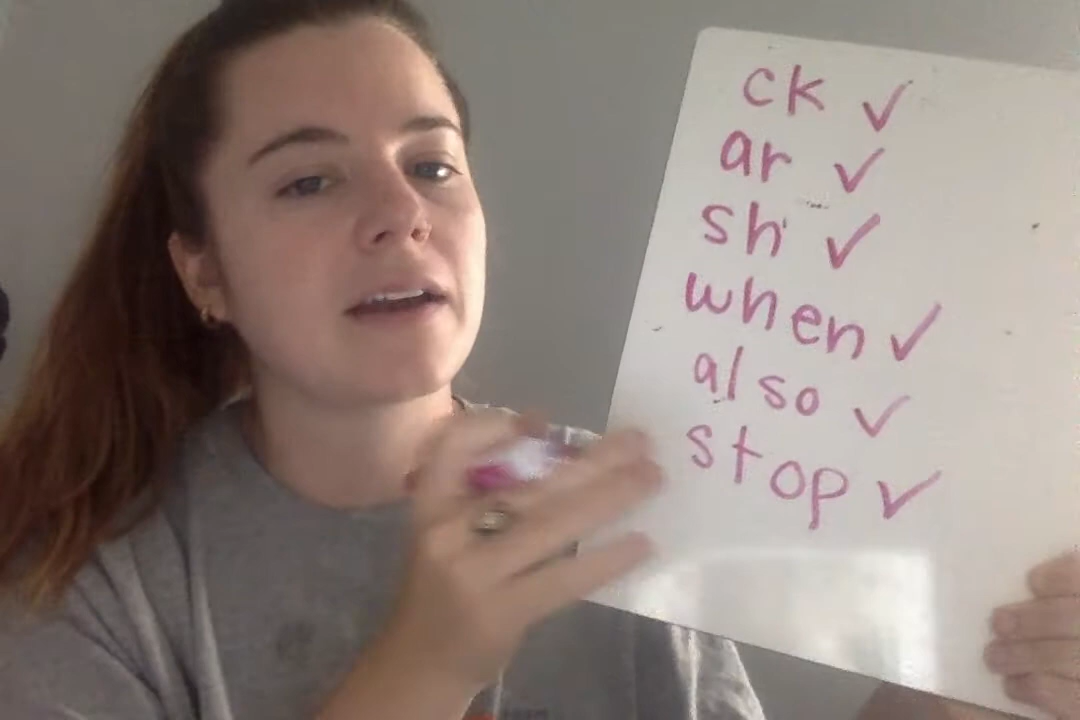 ck ✓
ar ✓
sh ✓
when ✓
also ✓
stop ✓